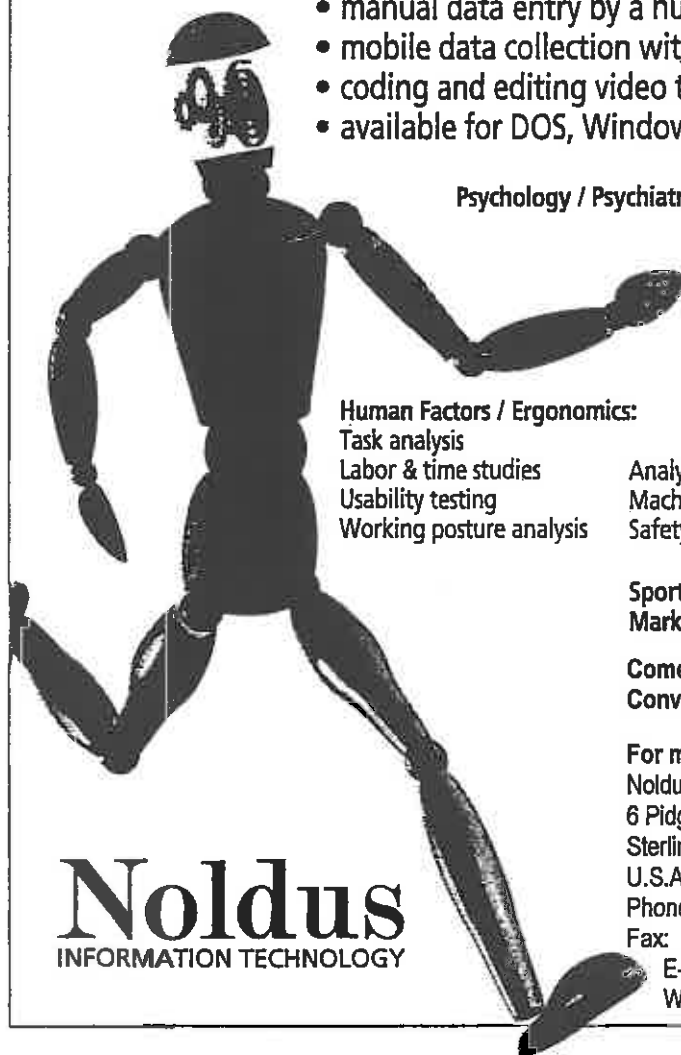 • manual data entry by a hu
• mobile data collection wit
• coding and editing video t
• available for DOS, Window
Psychology / Psychiatr
Human Factors / Ergonomics:
Task analysis
Labor & time studies
Usability testing
Working posture analysis
Analy
Mach
Safety
Sport
Mark
Come
Conv
For m
Noldu
6 Pidg
Sterlin
U.S.A
Phone
Fax:
E-
W
Noldus
INFORMATION TECHNOLOGY